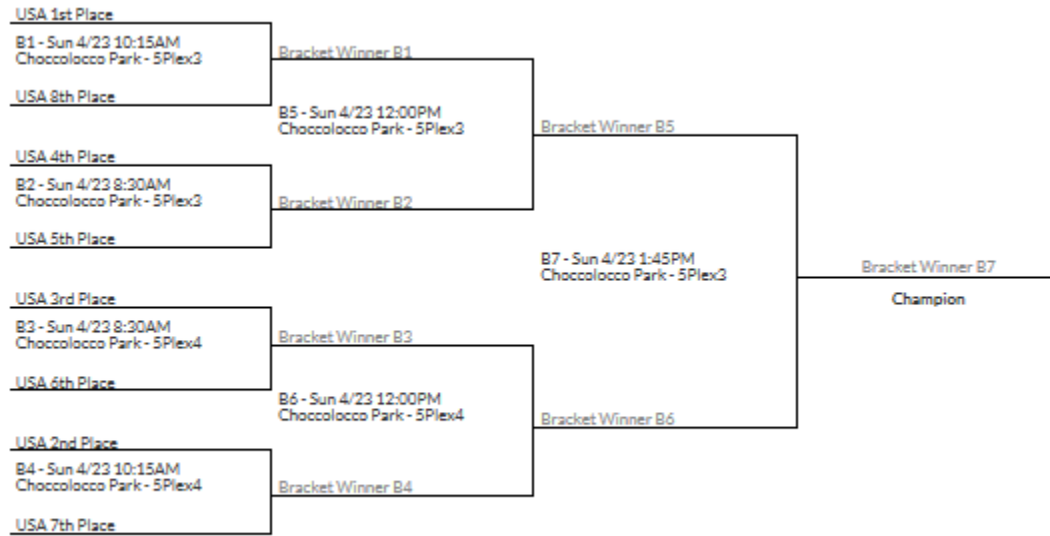 USA 1st Place
B1 - Sun 4/23 10:15AM
Choccolocco Park - 5Plex3
USA 8th Place
USA 4th Place
B2 - Sun 4/23 8:30AM
Choccolocco Park - 5Plex3
USA 5th Place
USA 3rd Place
B3 - Sun 4/23 8:30AM
Choccolocco Park - 5Plex4
USA 6th Place
USA 2nd Place
B4 - Sun 4/23 10:15AM
Choccolocco Park - 5Plex4
USA 7th Place
Bracket Winner B1
B5 - Sun 4/23 12:00PM
Choccolocco Park - 5Plex3
Bracket Winner B2
Bracket Winner B3
B6 - Sun 4/23 12:00PM
Choccolocco Park - 5Plex4
Bracket Winner B4
Bracket Winner B5
B7 - Sun 4/23 1:45PM
Choccolocco Park - 5Plex3
Bracket Winner B6
Bracket Winner B7
Champion